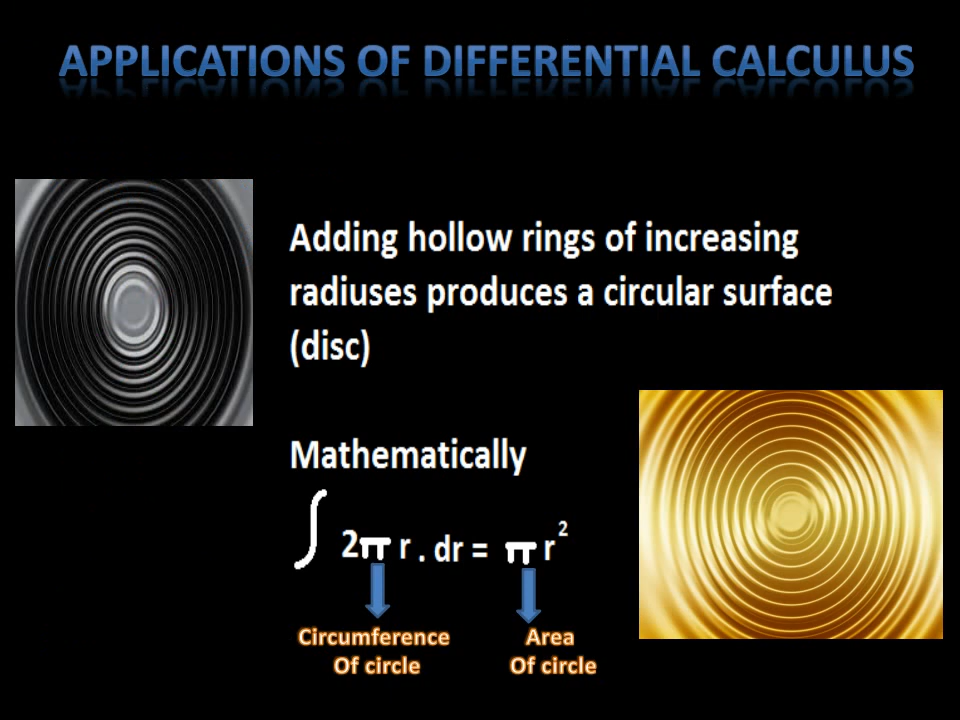 APPLICATIONS OF DIFFERENTIAL CALCULUS
Adding hollow rings of increasing
radiuses produces a circular surface
(disc)
Mathematically
∫ 2π r . dr = π r²
Circumference
Of circle
Area
Of circle